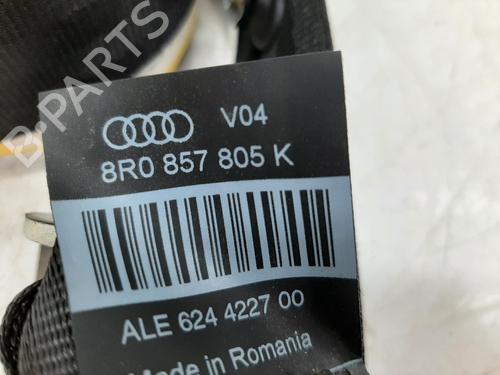 B-PARTS
V04
8R0 857 805 K
ALE 624 4227 00
Made in Romania